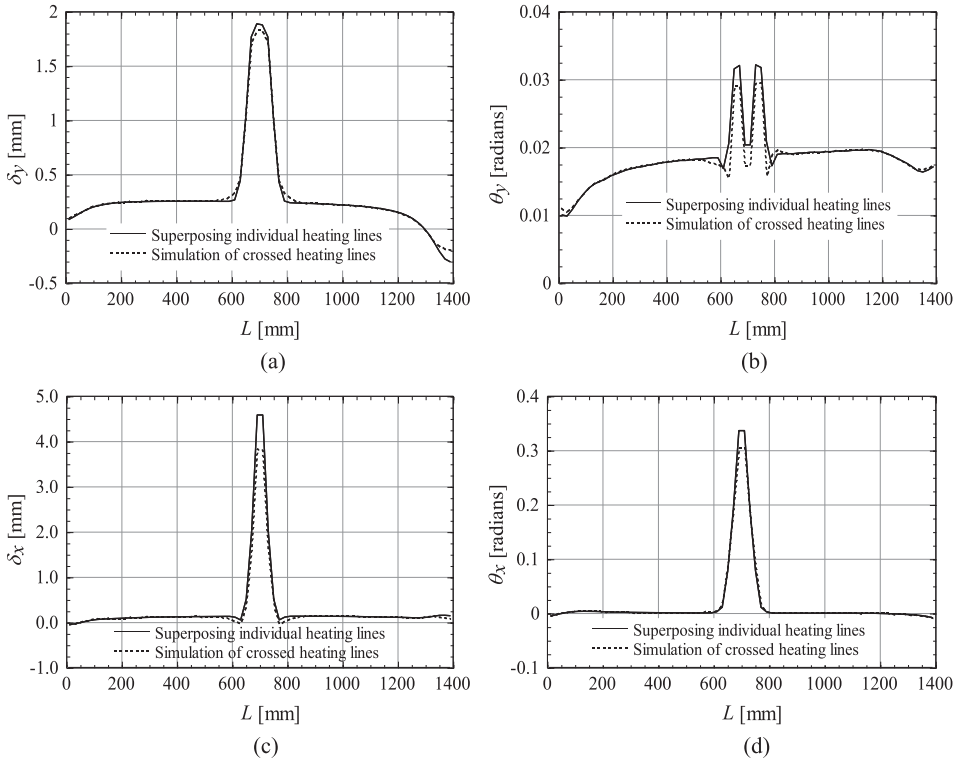 2
1.5
1
0.5
0
-0.5
δy [mm]
Superposing individual heating lines
Simulation of crossed heating lines
0 200 400 600 800 1000 1200 1400
L [mm]
(a)
0.04
0.03
0.02
0.01
0
θy [radians]
Superposing individual heating lines
Simulation of crossed heating lines
0 200 400 600 800 1000 1200 1400
L [mm]
(b)
5.0
4.0
3.0
2.0
1.0
0.0
-1.0
δx [mm]
Superposing individual heating lines
Simulation of crossed heating lines
0 200 400 600 800 1000 1200 1400
L [mm]
(c)
0.4
0.3
0.2
0.1
0
-0.1
θx [radians]
Superposing individual heating lines
Simulation of crossed heating lines
0 200 400 600 800 1000 1200 1400
L [mm]
(d)